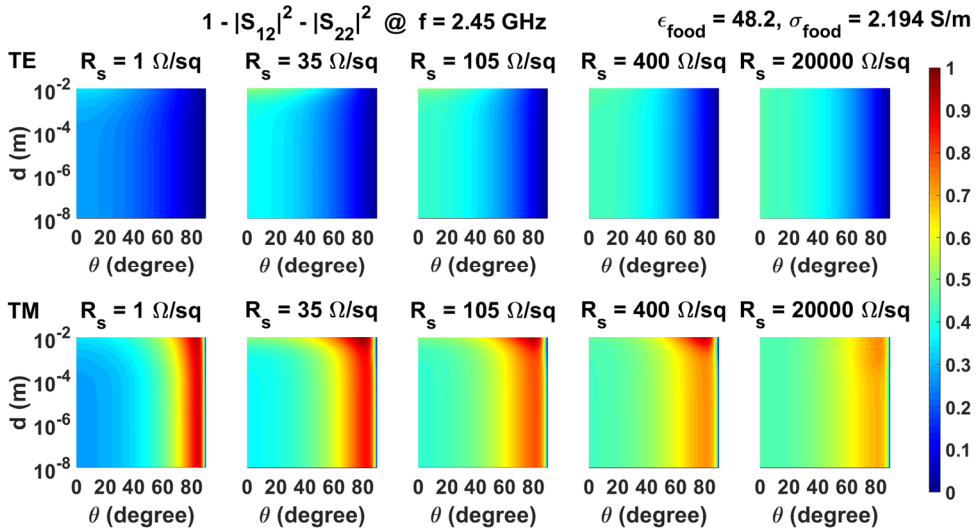 1 - |S12|^2 - |S22|^2 @ f = 2.45 GHz
ϵfood = 48.2, σfood = 2.194 S/m
TE
Rs = 1 Ω/sq
Rs = 35 Ω/sq
Rs = 105 Ω/sq
Rs = 400 Ω/sq
Rs = 20000 Ω/sq
d (m)
10^-2
10^-4
10^-6
10^-8
0 20 40 60 80
0 20 40 60 80
0 20 40 60 80
0 20 40 60 80
0 20 40 60 80
θ (degree)
θ (degree)
θ (degree)
θ (degree)
θ (degree)
TM
Rs = 1 Ω/sq
Rs = 35 Ω/sq
Rs = 105 Ω/sq
Rs = 400 Ω/sq
Rs = 20000 Ω/sq
d (m)
10^-2
10^-4
10^-6
10^-8
0 20 40 60 80
0 20 40 60 80
0 20 40 60 80
0 20 40 60 80
0 20 40 60 80
θ (degree)
θ (degree)
θ (degree)
θ (degree)
θ (degree)
1
0.9
0.8
0.7
0.6
0.5
0.4
0.3
0.2
0.1
0